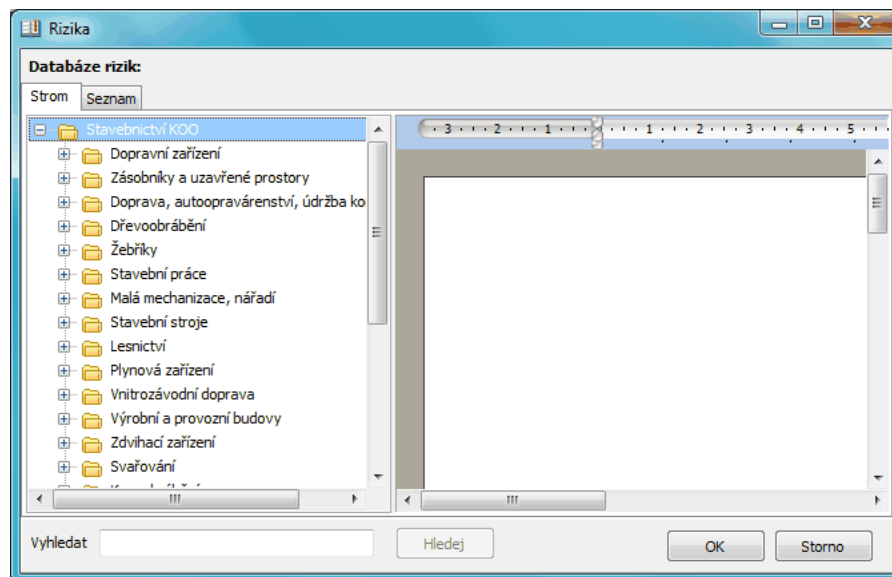 Rizika
Databáze rizik:
Strom Seznam
Stavebnictví KOO
Dopravní zařízení
Zásobníky a uzavřené prostory
Doprava, autoopravárenství, údržba ko
Dřevoobrábění
Žebříky
Stavební práce
Malá mechanizace, nářadí
Stavební stroje
Lesnictví
Plynová zařízení
Vnitrozávodní doprava
Výrobní a provozní budovy
Zdvihací zařízení
Svařování
3 2 1 1 2 3 4 5
Vyhledat Hledej OK Storno